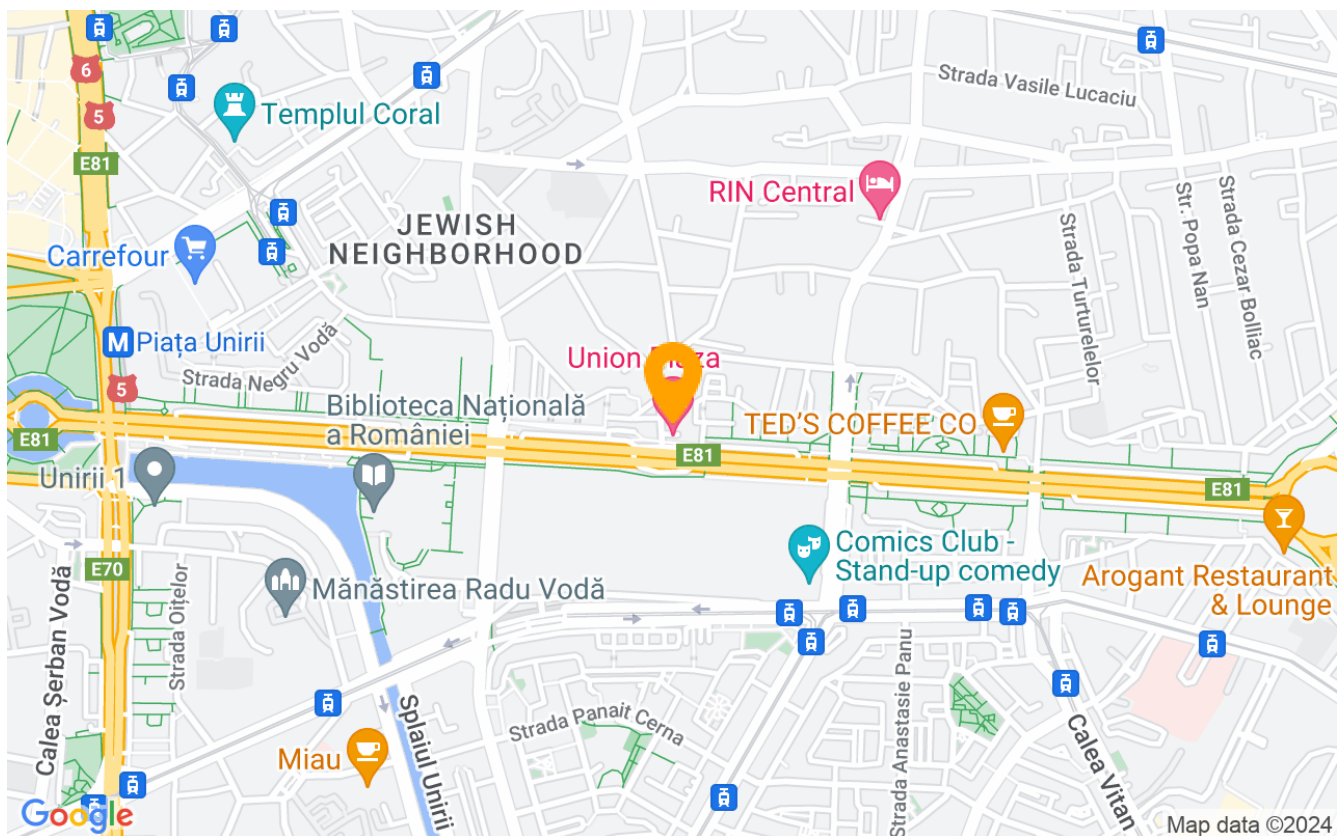 6
5
E81
Templul Coral
Strada Vasile Lucaciu
RIN Central
JEWISH
NEIGHBORHOOD
Carrefour
Strada Turturelelor
Str. Popa Nan
Strada Cezar Bolliac
M
Piața Unirii
Strada Negru Vodă
5
Union Plaza
Biblioteca Națională
a României
TED'S COFFEE CO
E81
E81
E81
Unirii 1
Comics Club -
Stand-up comedy
Arogant Restaurant
& Lounge
E70
Mănăstirea Radu Vodă
Calea Șerban Vodă
Strada Oițelor
Splaiul Unirii
Strada Panait Cerna
Strada Anastasie Panu
Calea Vitan
Miau
Google
Map data ©2024